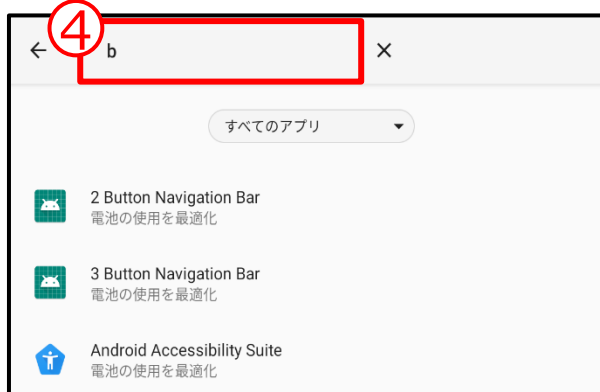 ④
b
すべてのアプリ
2 Button Navigation Bar
電池の使用を最適化
3 Button Navigation Bar
電池の使用を最適化
Android Accessibility Suite
電池の使用を最適化